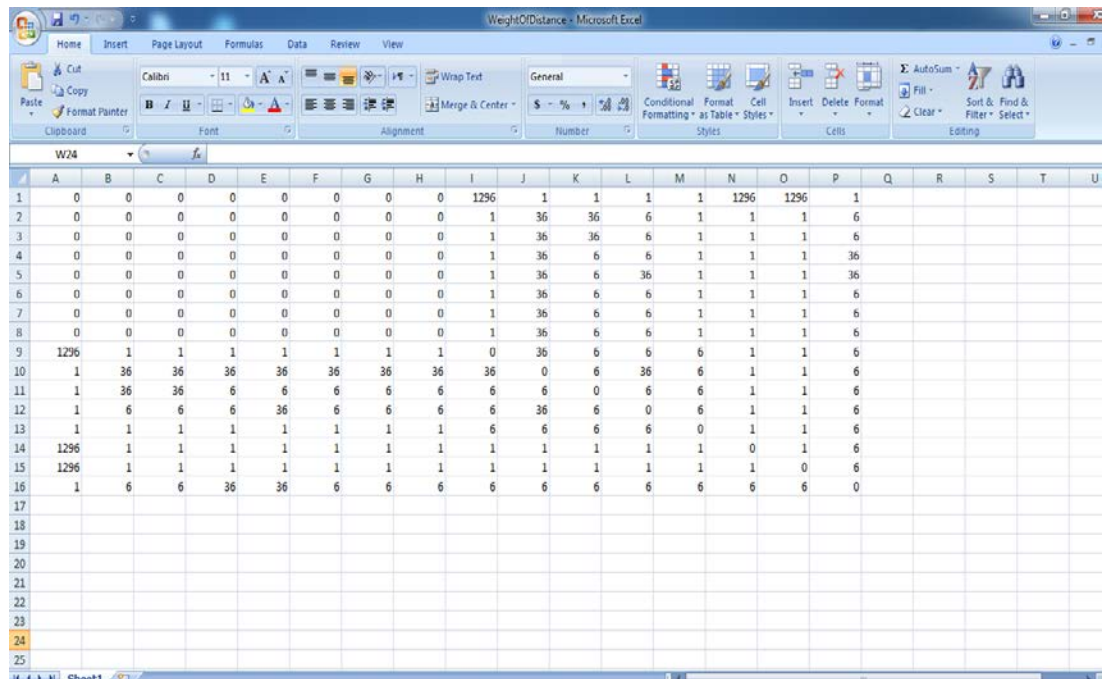 WeightOfDistance - Microsoft Excel
Home Insert Page Layout Formulas Data Review View
Cut Calibri 11 A A Wrap Text General Σ AutoSum
Copy Fill
Paste Format Painter B I U A Merge & Center $ % , Conditional Formatting Format as Table Cell Styles Insert Delete Format Clear Sort & Filter Find & Select
Clipboard Font Alignment Number Styles Cells Editing
W24 fx
A B C D E F G H I J K L M N O P Q R S T U
1 0 0 0 0 0 0 0 0 1296 1 1 1 1 1296 1296 1
2 0 0 0 0 0 0 0 0 1 36 36 6 1 1 1 6
3 0 0 0 0 0 0 0 0 1 36 36 6 1 1 1 6
4 0 0 0 0 0 0 0 0 1 36 6 6 1 1 1 36
5 0 0 0 0 0 0 0 0 1 36 6 36 1 1 1 36
6 0 0 0 0 0 0 0 0 1 36 6 6 1 1 1 6
7 0 0 0 0 0 0 0 0 1 36 6 6 1 1 1 6
8 0 0 0 0 0 0 0 0 1 36 6 6 1 1 1 6
9 1296 1 1 1 1 1 1 1 0 36 6 6 6 1 1 6
10 1 36 36 36 36 36 36 36 36 0 6 36 6 1 1 6
11 1 36 36 6 6 6 6 6 6 6 0 6 6 1 1 6
12 1 6 6 6 36 6 6 6 6 36 6 0 6 1 1 6
13 1 1 1 1 1 1 1 1 6 6 6 6 0 1 1 6
14 1296 1 1 1 1 1 1 1 1 1 1 1 1 0 1 6
15 1296 1 1 1 1 1 1 1 1 1 1 1 1 1 0 6
16 1 6 6 36 36 6 6 6 6 6 6 6 6 6 6 0
17
18
19
20
21
22
23
24
25
Sheet1